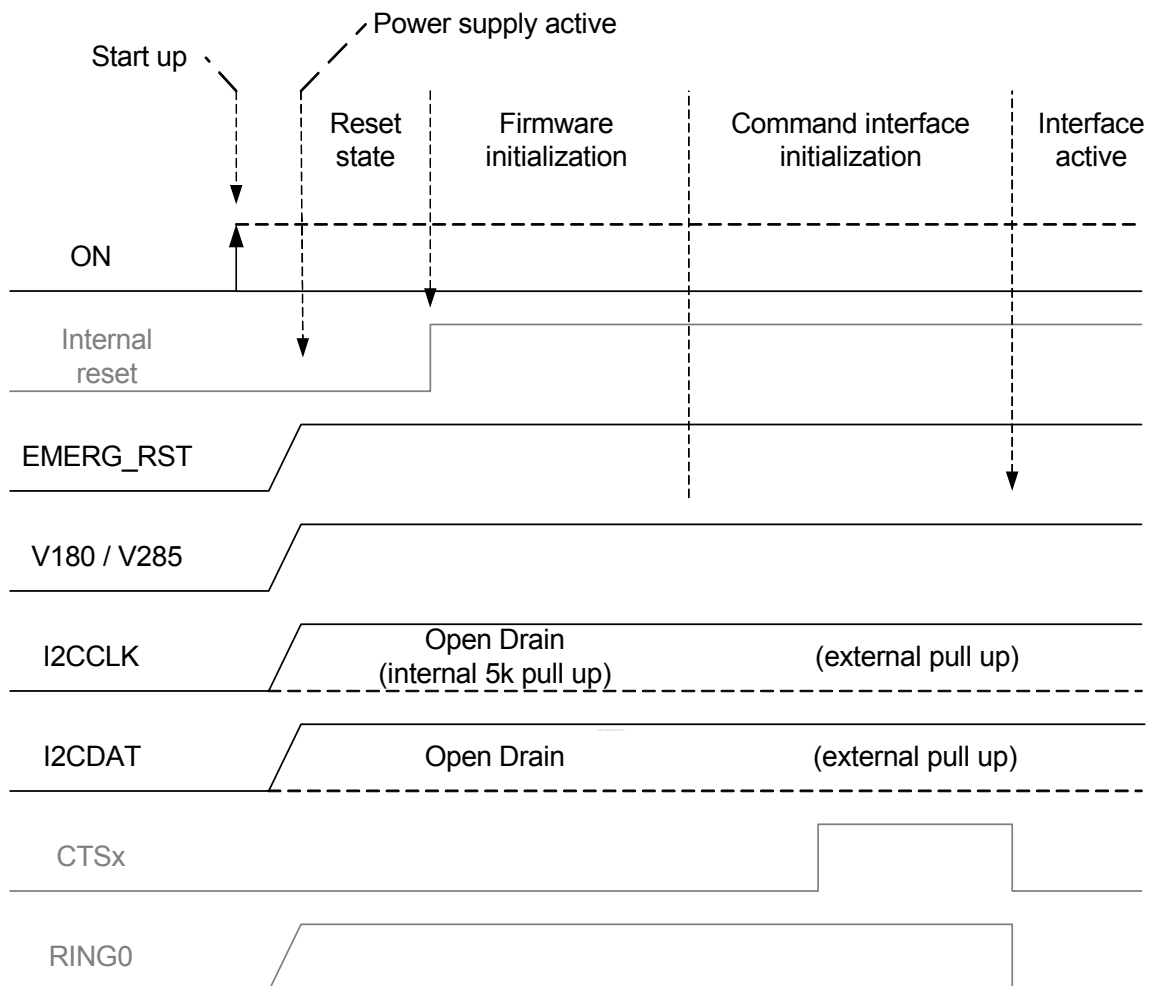 Power supply active
Start up
Reset
state
Firmware
initialization
Command interface
initialization
Interface
active
ON
Internal
reset
EMERG_RST
V180 / V285
I2CCLK
Open Drain
(internal 5k pull up)
(external pull up)
I2CDAT
Open Drain
(external pull up)
CTSx
RING0